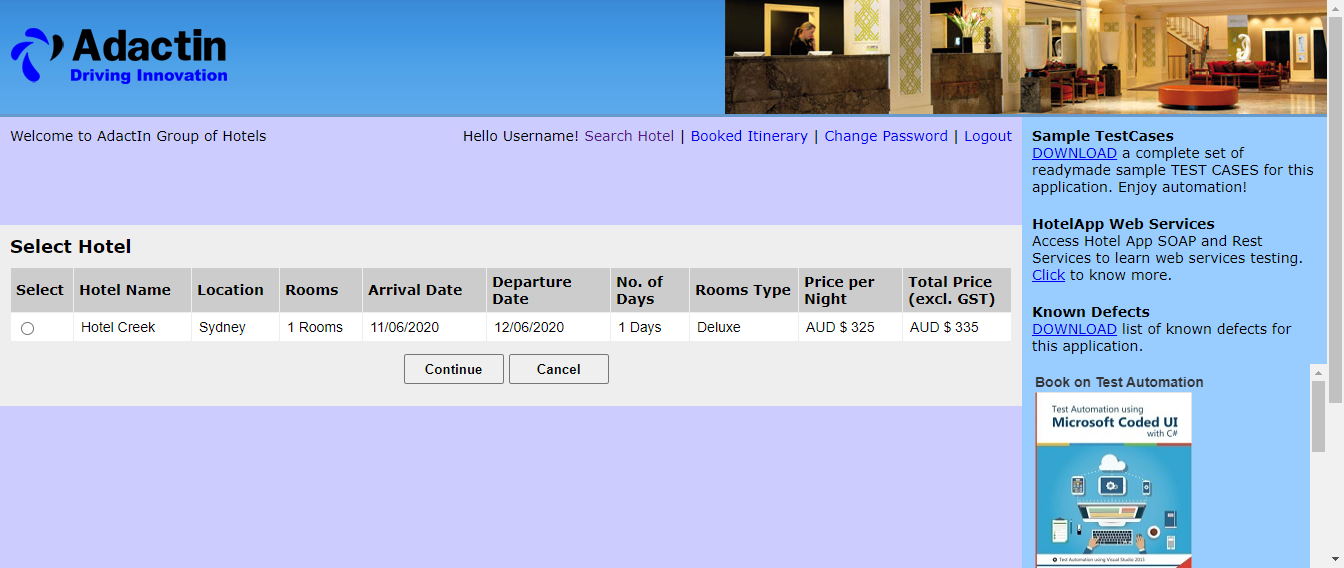 Adactin
Driving Innovation
Welcome to AdactIn Group of Hotels
Hello Username! Search Hotel | Booked Itinerary | Change Password | Logout
Select Hotel
Select Hotel Name Location Rooms Arrival Date Departure Date No. of Days Rooms Type Price per Night Total Price (excl. GST)
Hotel Creek Sydney 1 Rooms 11/06/2020 12/06/2020 1 Days Deluxe AUD $ 325 AUD $ 335
Continue Cancel
Sample TestCases
DOWNLOAD a complete set of
readymade sample TEST CASES for this
application. Enjoy automation!
HotelApp Web Services
Access Hotel App SOAP and Rest
Services to learn web services testing.
Click to know more.
Known Defects
DOWNLOAD list of known defects for
this application.
Book on Test Automation
Test Automation using
Microsoft Coded UI
with C#
Test Automation using Visual Studio 2015